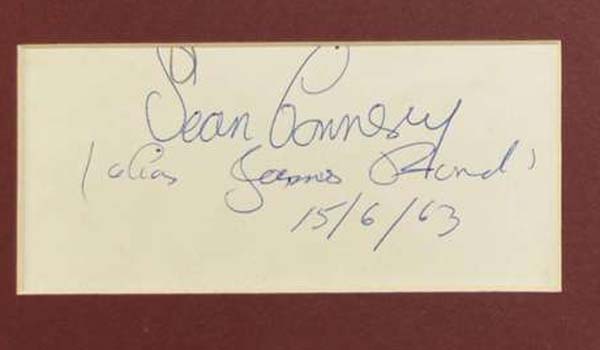 Sean Connery
(alias James Bond)
15/6/63